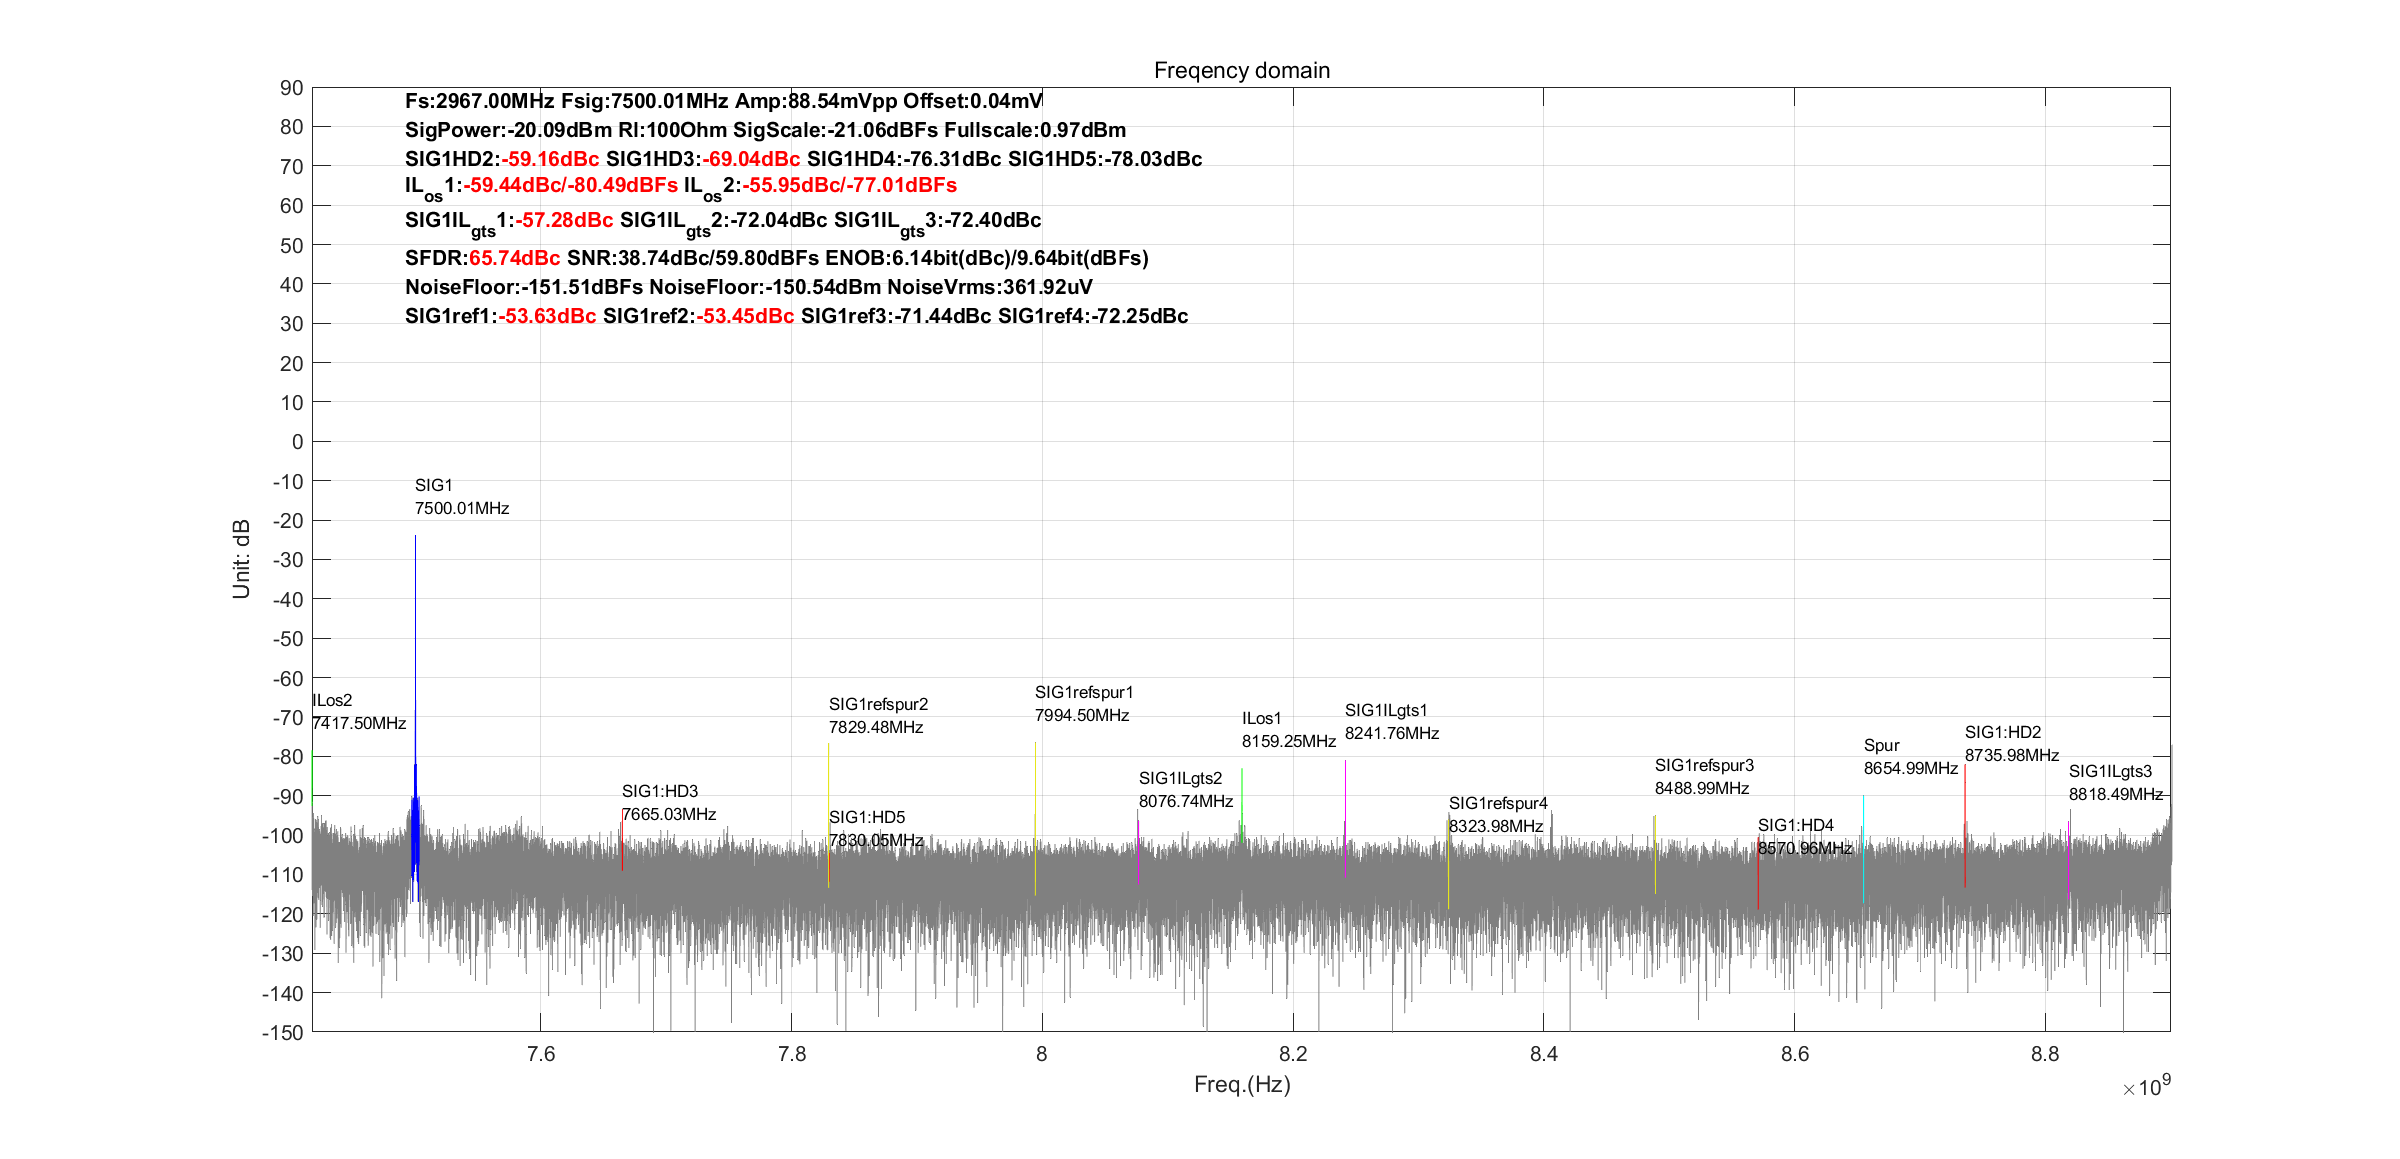 Freqency domain
Fs:2967.00MHz Fsig:7500.01MHz Amp:88.54mVpp Offset:0.04mV
SigPower:-20.09dBm Rl:100Ohm SigScale:-21.06dBFs Fullscale:0.97dBm
SIG1HD2:-59.16dBc SIG1HD3:-69.04dBc SIG1HD4:-76.31dBc SIG1HD5:-78.03dBc
ILos1:-59.44dBc/-80.49dBFs ILos2:-55.95dBc/-77.01dBFs
SIG1ILgts1:-57.28dBc SIG1ILgts2:-72.04dBc SIG1ILgts3:-72.40dBc
SFDR:65.74dBc SNR:38.74dBc/59.80dBFs ENOB:6.14bit(dBc)/9.64bit(dBFs)
NoiseFloor:-151.51dBFs NoiseFloor:-150.54dBm NoiseVrms:361.92uV
SIG1ref1:-53.63dBc SIG1ref2:-53.45dBc SIG1ref3:-71.44dBc SIG1ref4:-72.25dBc
90
80
70
60
50
40
30
20
10
0
-10
-20
-30
-40
-50
-60
-70
-80
-90
-100
-110
-120
-130
-140
-150
Unit: dB
SIG1
7500.01MHz
ILos2
7417.50MHz
SIG1:HD3
7665.03MHz
SIG1refspur2
7829.48MHz
SIG1:HD5
7830.05MHz
SIG1refspur1
7994.50MHz
SIG1ILgts2
8076.74MHz
ILos1
8159.25MHz
SIG1ILgts1
8241.76MHz
SIG1refspur4
8323.98MHz
SIG1refspur3
8488.99MHz
SIG1:HD4
8570.96MHz
Spur
8654.99MHz
SIG1:HD2
8735.98MHz
SIG1ILgts3
8818.49MHz
7.6
7.8
8
8.2
8.4
8.6
8.8
Freq.(Hz)
×10^9